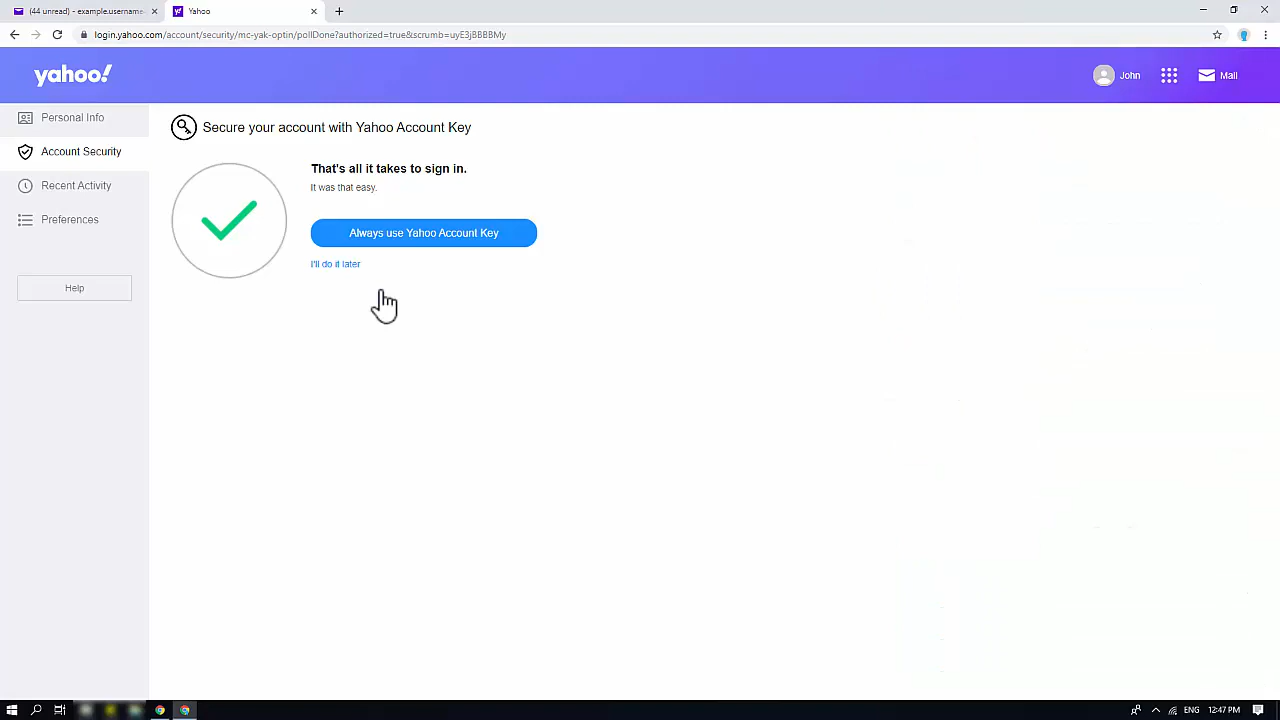 (44 unread) - example.username-
Yahoo
login.yahoo.com/account/security/mc-yak-optin/pollDone?authorized=true&scrumb=uyE3jBBBBMy
yahoo!
John
Mail
Personal Info
Account Security
Recent Activity
Preferences
Help
Secure your account with Yahoo Account Key
That's all it takes to sign in.
It was that easy.
Always use Yahoo Account Key
I'll do it later
ENG
12:47 PM